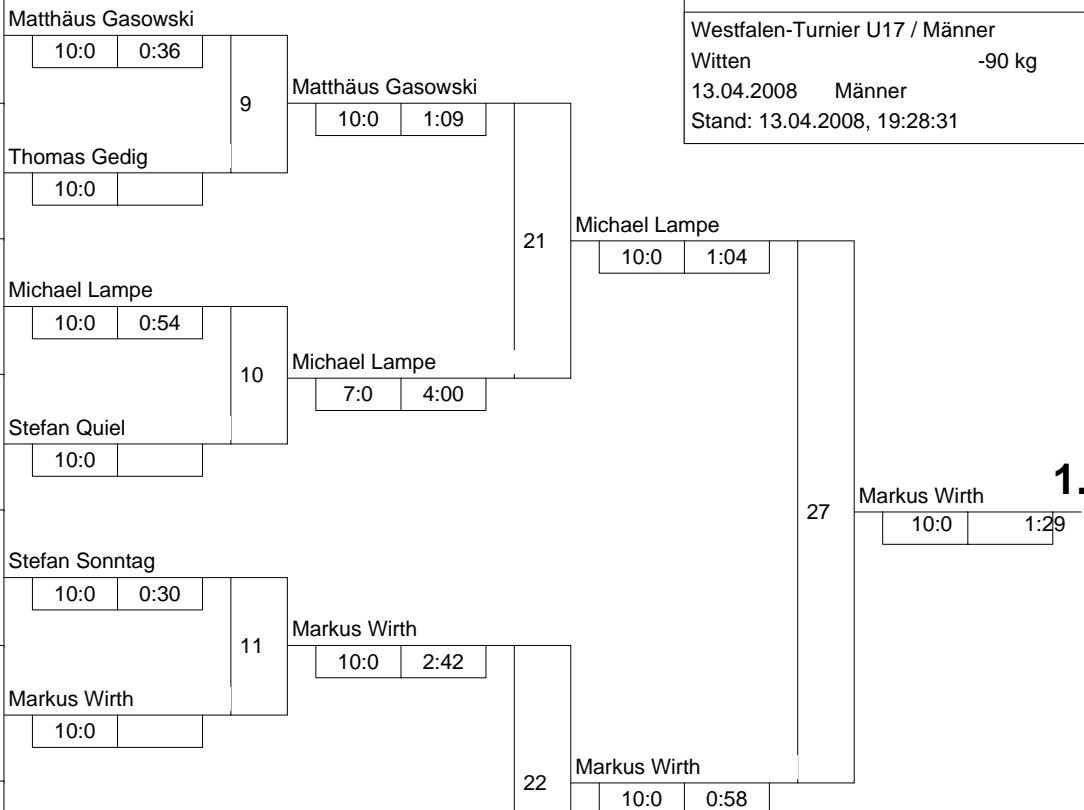 Matthäus Gasowski
10:0 0:36
9
Thomas Gedig
10:0
Matthäus Gasowski
10:0 1:09
Michael Lampe
10:0 0:54
10
Stefan Quiel
10:0
Michael Lampe
7:0 4:00
21
Michael Lampe
10:0 1:04
Stefan Sonntag
10:0 0:30
11
Markus Wirth
10:0
Markus Wirth
10:0 2:42
22
Markus Wirth
10:0 0:58
27
Markus Wirth 1.
10:0 1:29
Westfalen-Turnier U17 / Männer
Witten -90 kg
13.04.2008 Männer
Stand: 13.04.2008, 19:28:31